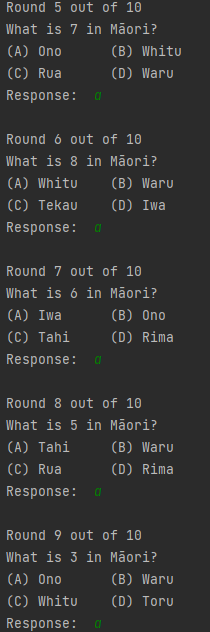 Round 5 out of 10
What is 7 in Māori?
(A) Ono (B) Whitu
(C) Rua (D) Waru
Response: a
Round 6 out of 10
What is 8 in Māori?
(A) Whitu (B) Waru
(C) Tekau (D) Iwa
Response: a
Round 7 out of 10
What is 6 in Māori?
(A) Iwa (B) Ono
(C) Tahi (D) Rima
Response: a
Round 8 out of 10
What is 5 in Māori?
(A) Tahi (B) Waru
(C) Rua (D) Rima
Response: a
Round 9 out of 10
What is 3 in Māori?
(A) Ono (B) Waru
(C) Whitu (D) Toru
Response: a